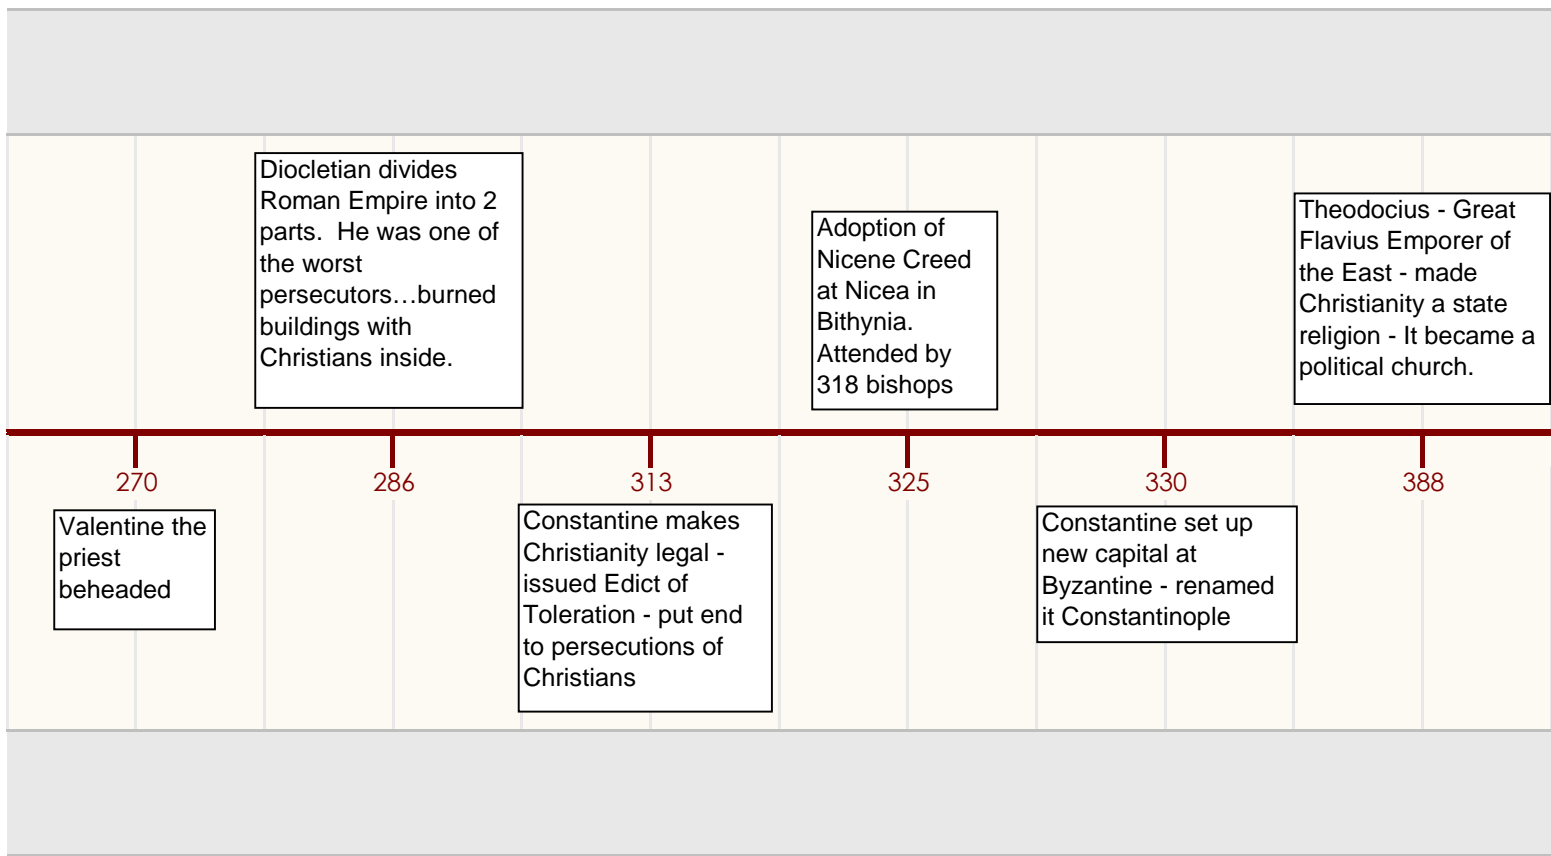 Diocletian divides
Roman Empire into 2
parts.  He was one of
the worst
persecutors…burned
buildings with
Christians inside.
Adoption of
Nicene Creed
at Nicea in
Bithynia.
Attended by
318 bishops
Theodocius - Great
Flavius Emporer of
the East - made
Christianity a state
religion - It became a
political church.
270
286
313
325
330
388
Valentine the
priest
beheaded
Constantine makes
Christianity legal -
issued Edict of
Toleration - put end
to persecutions of
Christians
Constantine set up
new capital at
Byzantine - renamed
it Constantinople